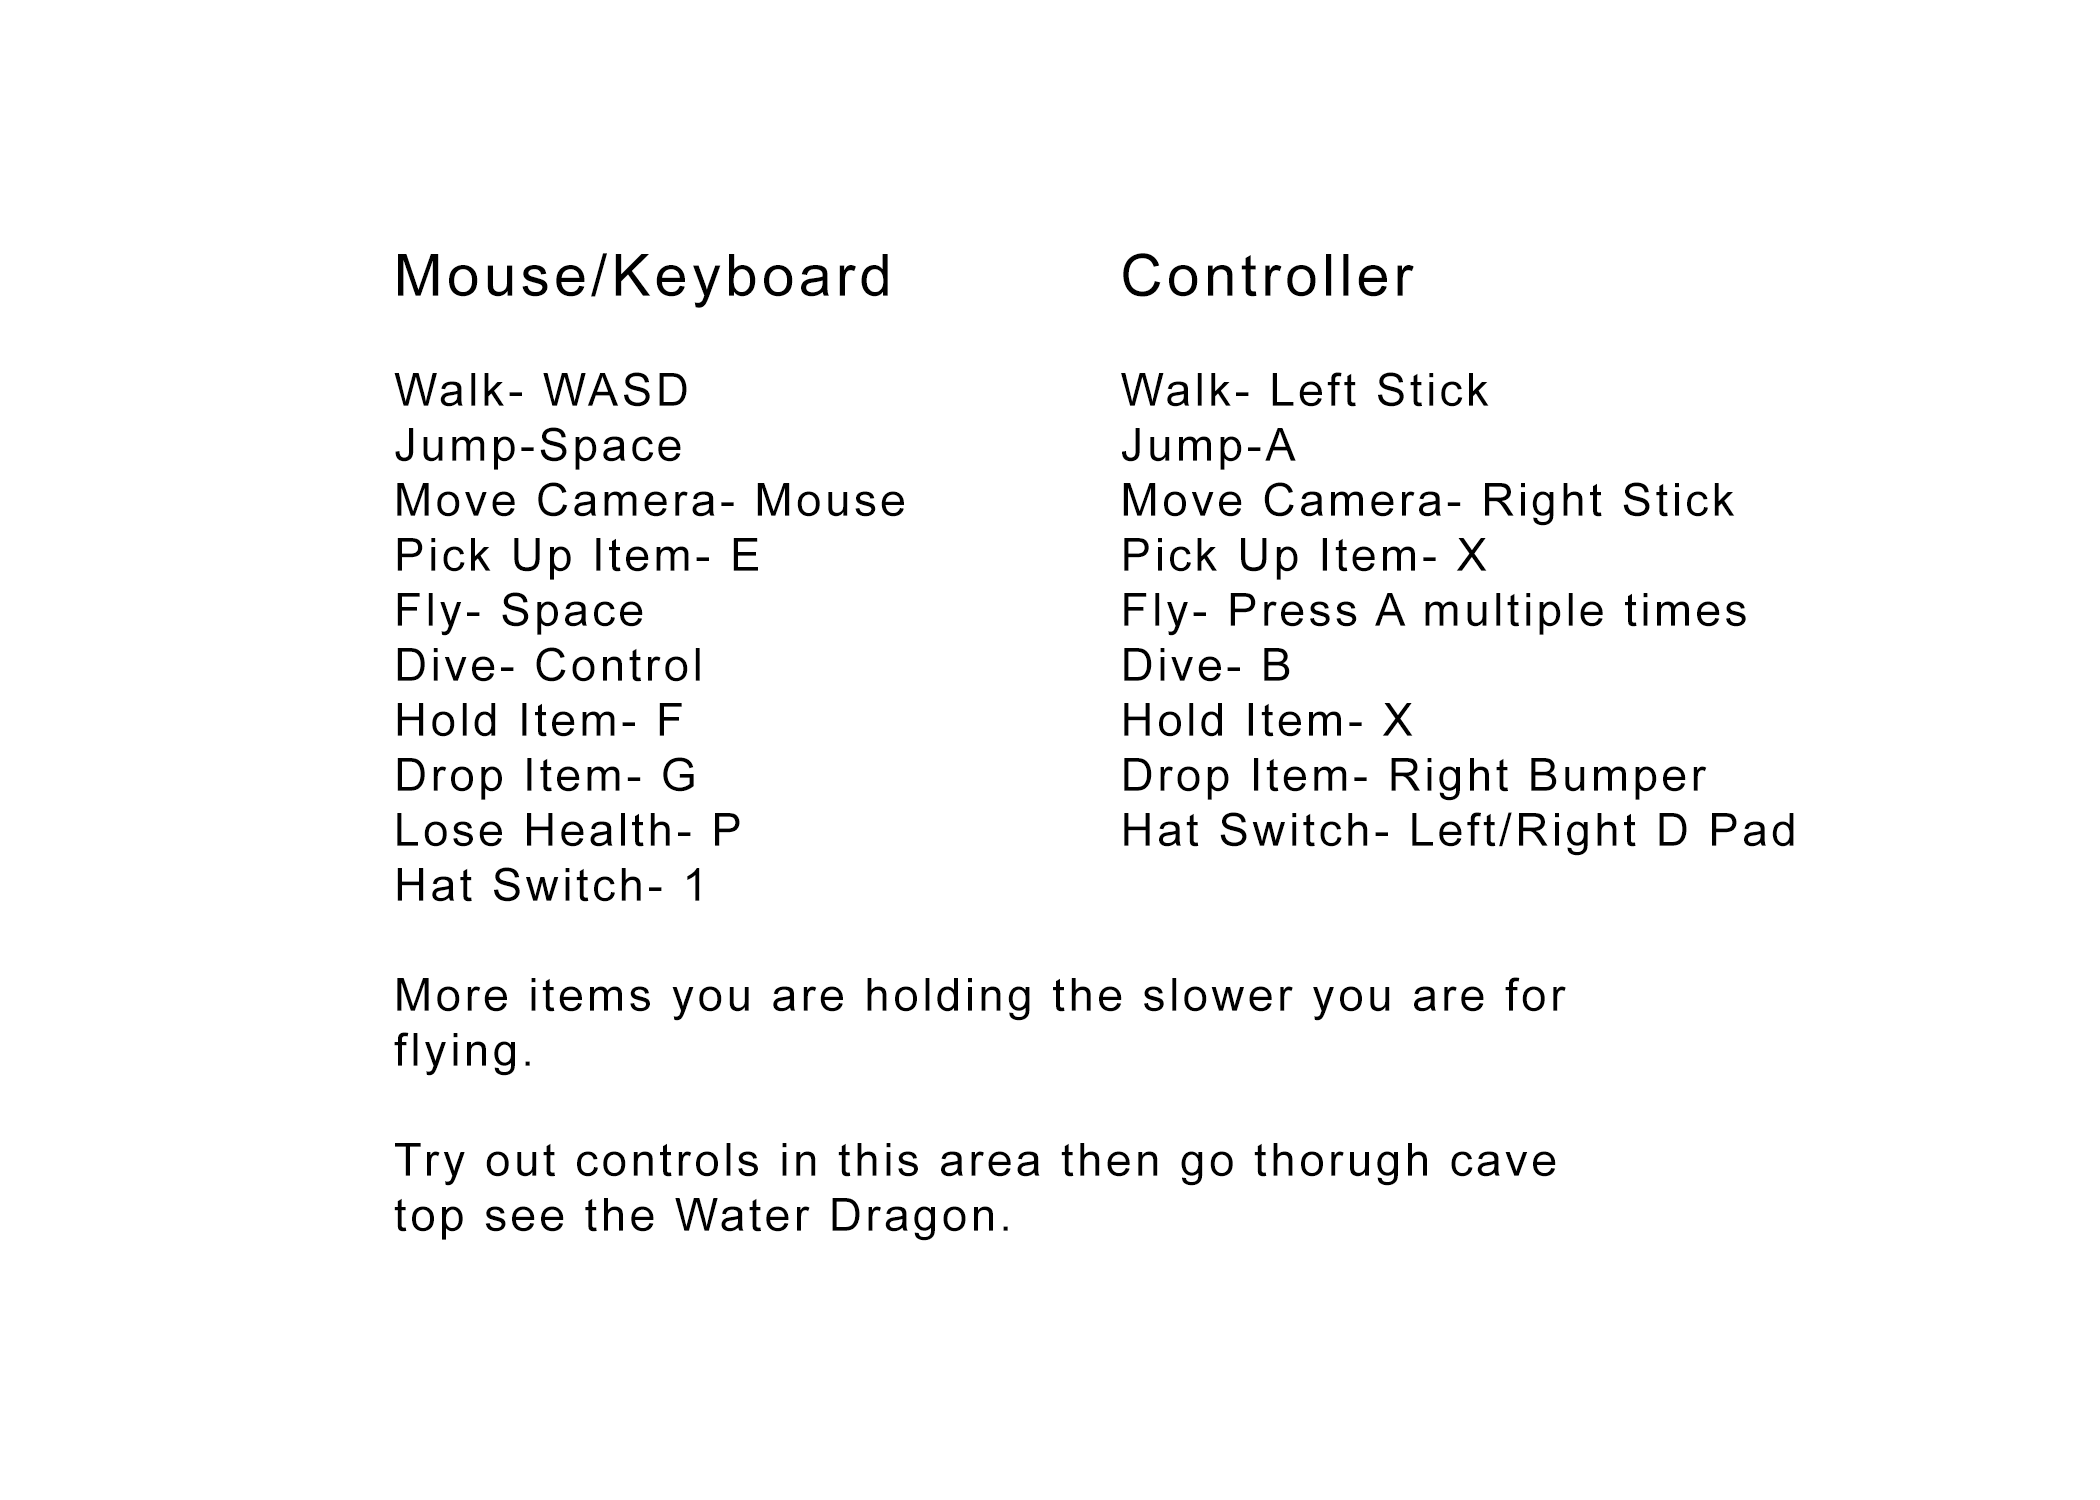 Mouse/Keyboard
Walk- WASD
Jump-Space
Move Camera- Mouse
Pick Up Item- E
Fly- Space
Dive- Control
Hold Item- F
Drop Item- G
Lose Health- P
Hat Switch- 1
Controller
Walk- Left Stick
Jump-A
Move Camera- Right Stick
Pick Up Item- X
Fly- Press A multiple times
Dive- B
Hold Item- X
Drop Item- Right Bumper
Hat Switch- Left/Right D Pad
More items you are holding the slower you are for
flying.
Try out controls in this area then go thorugh cave
top see the Water Dragon.